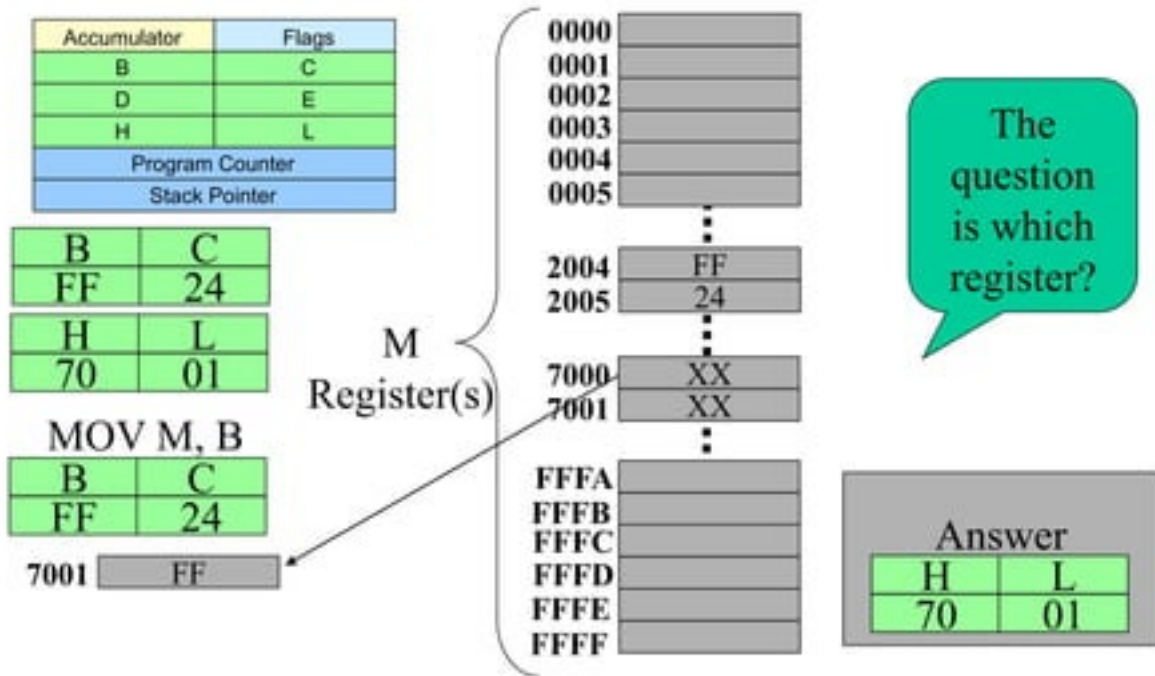 Accumulator Flags
B C
D E
H L
Program Counter
Stack Pointer
B C
FF 24
H L
70 01
MOV M, B
B C
FF 24
7001 FF
M
Register(s)
0000
0001
0002
0003
0004
0005
2004 FF
2005 24
7000 XX
7001 XX
FFFA
FFFB
FFFC
FFFD
FFFE
FFFF
The
question
is which
register?
Answer
H L
70 01